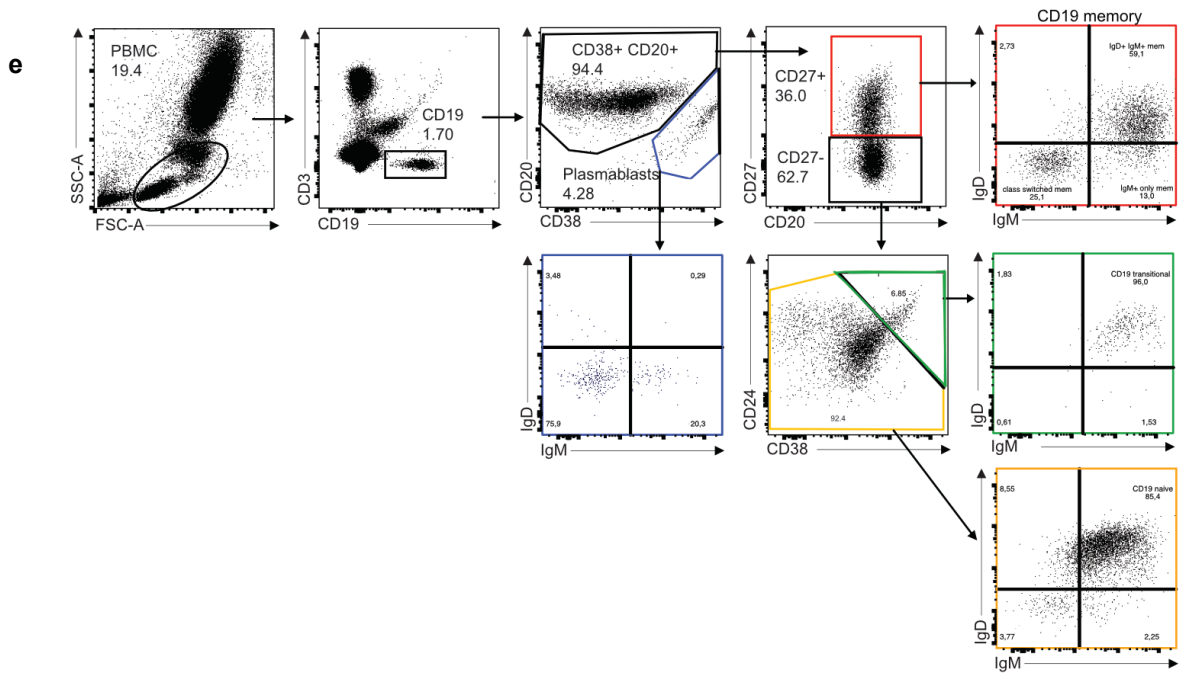 e
PBMC
19.4
SSC-A
FSC-A
CD3
CD19
1.70
CD19
CD38+ CD20+
94.4
Plasmablasts
4.28
CD20
CD38
CD27+
36.0
CD27-
62.7
CD27
CD20
CD19 memory
2,73
IgD+ IgM+ mem
59,1
class switched mem
25,1
IgM+ only mem
13,0
IgD
IgM
3,48
0,29
75,9
20,3
IgD
IgM
6.85
92.4
CD24
CD38
1,83
CD19 transitional
96,0
0,61
1,53
IgD
IgM
8,55
CD19 naive
85,4
3,77
2,25
IgD
IgM